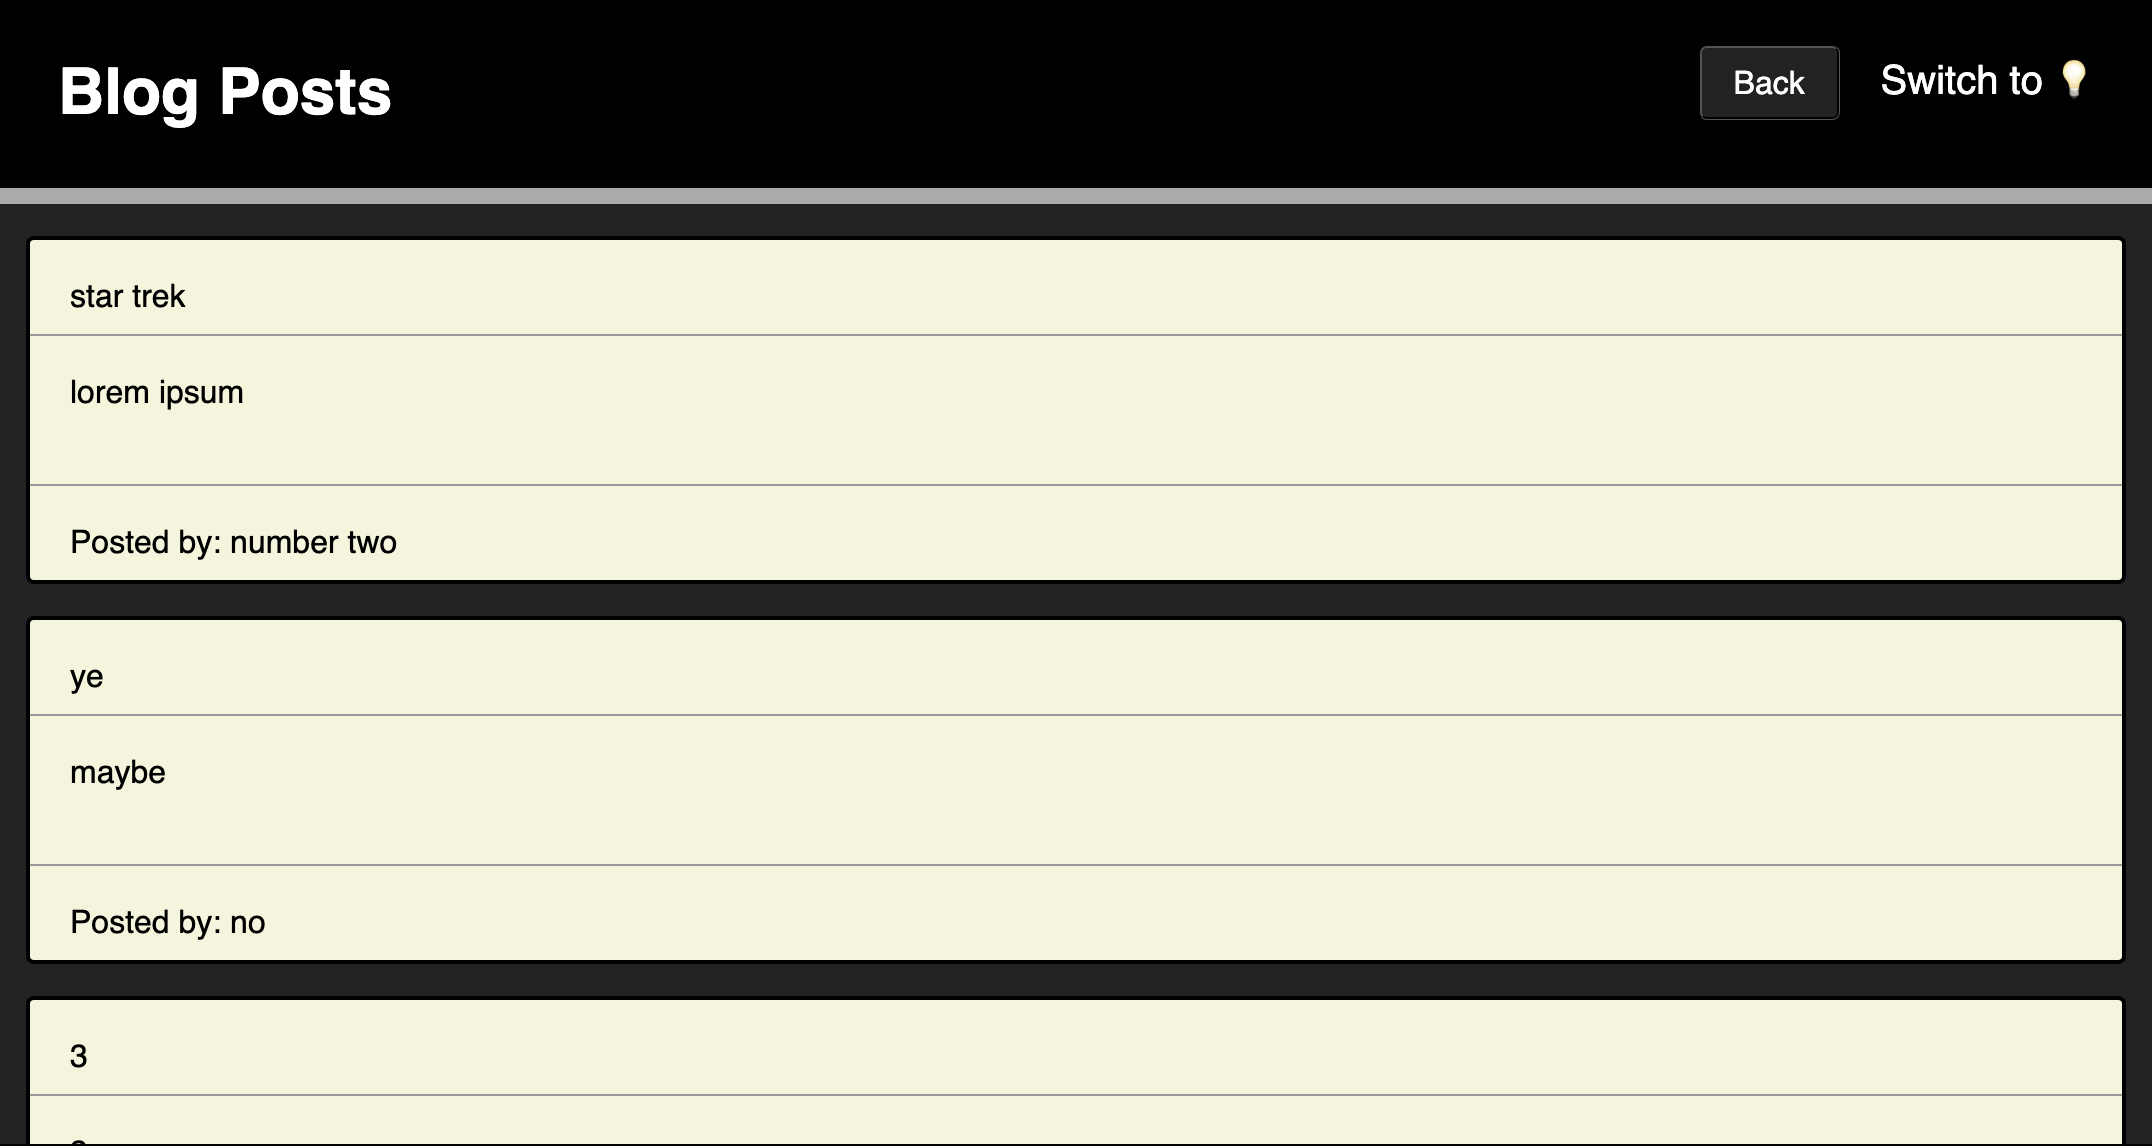 Blog Posts
Back
Switch to 💡
star trek
lorem ipsum
Posted by: number two
ye
maybe
Posted by: no
3